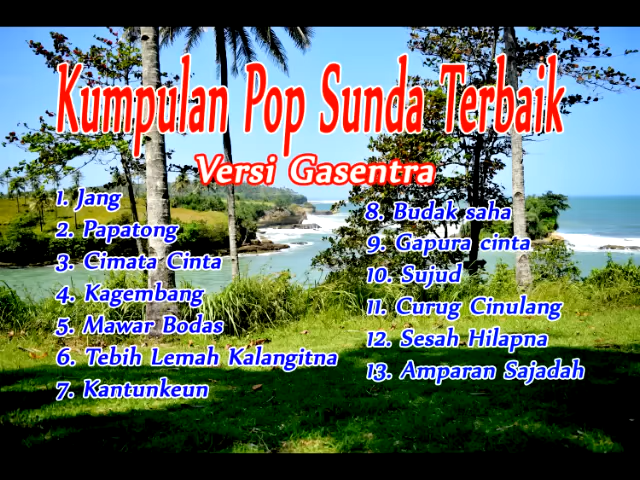 Kumpulan Pop Sunda Terbaik
Versi Gasentra
1. Jang
2. Papatong
3. Cimata Cinta
4. Kagembang
5. Mawar Bodas
6. Tebih Lemah Kalangitna
7. Kantunkeun
8. Budak saha
9. Gapura cinta
10. Sujud
11. Curug Cinulang
12. Sesah Hilapna
13. Amparan Sajadah